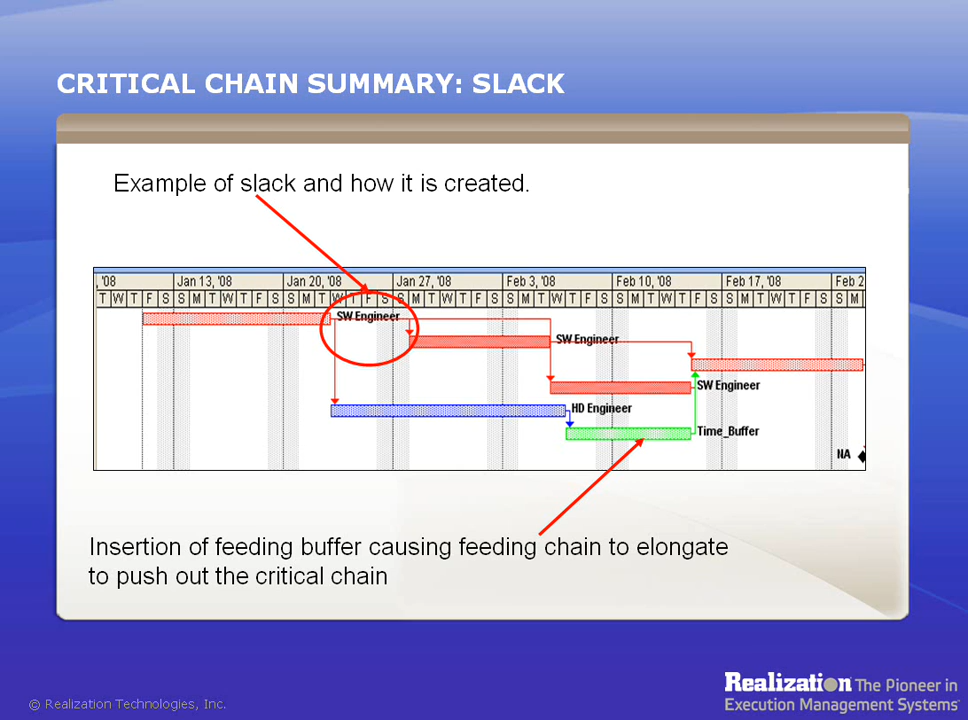 CRITICAL CHAIN SUMMARY: SLACK
Example of slack and how it is created.
, '08 Jan 13, '08 Jan 20, '08 Jan 27, '08 Feb 3, '08 Feb 10, '08 Feb 17, '08 Feb 2
T W T F S S M T W T F S S M T W T F S S M T W T F S S M T W T F S S M T W T F S S M T W T F S S M
SW Engineer
SW Engineer
SW Engineer
HD Engineer
Time_Buffer
NA
Insertion of feeding buffer causing feeding chain to elongate
to push out the critical chain
© Realization Technologies, Inc.
Realization The Pioneer in
Execution Management Systems